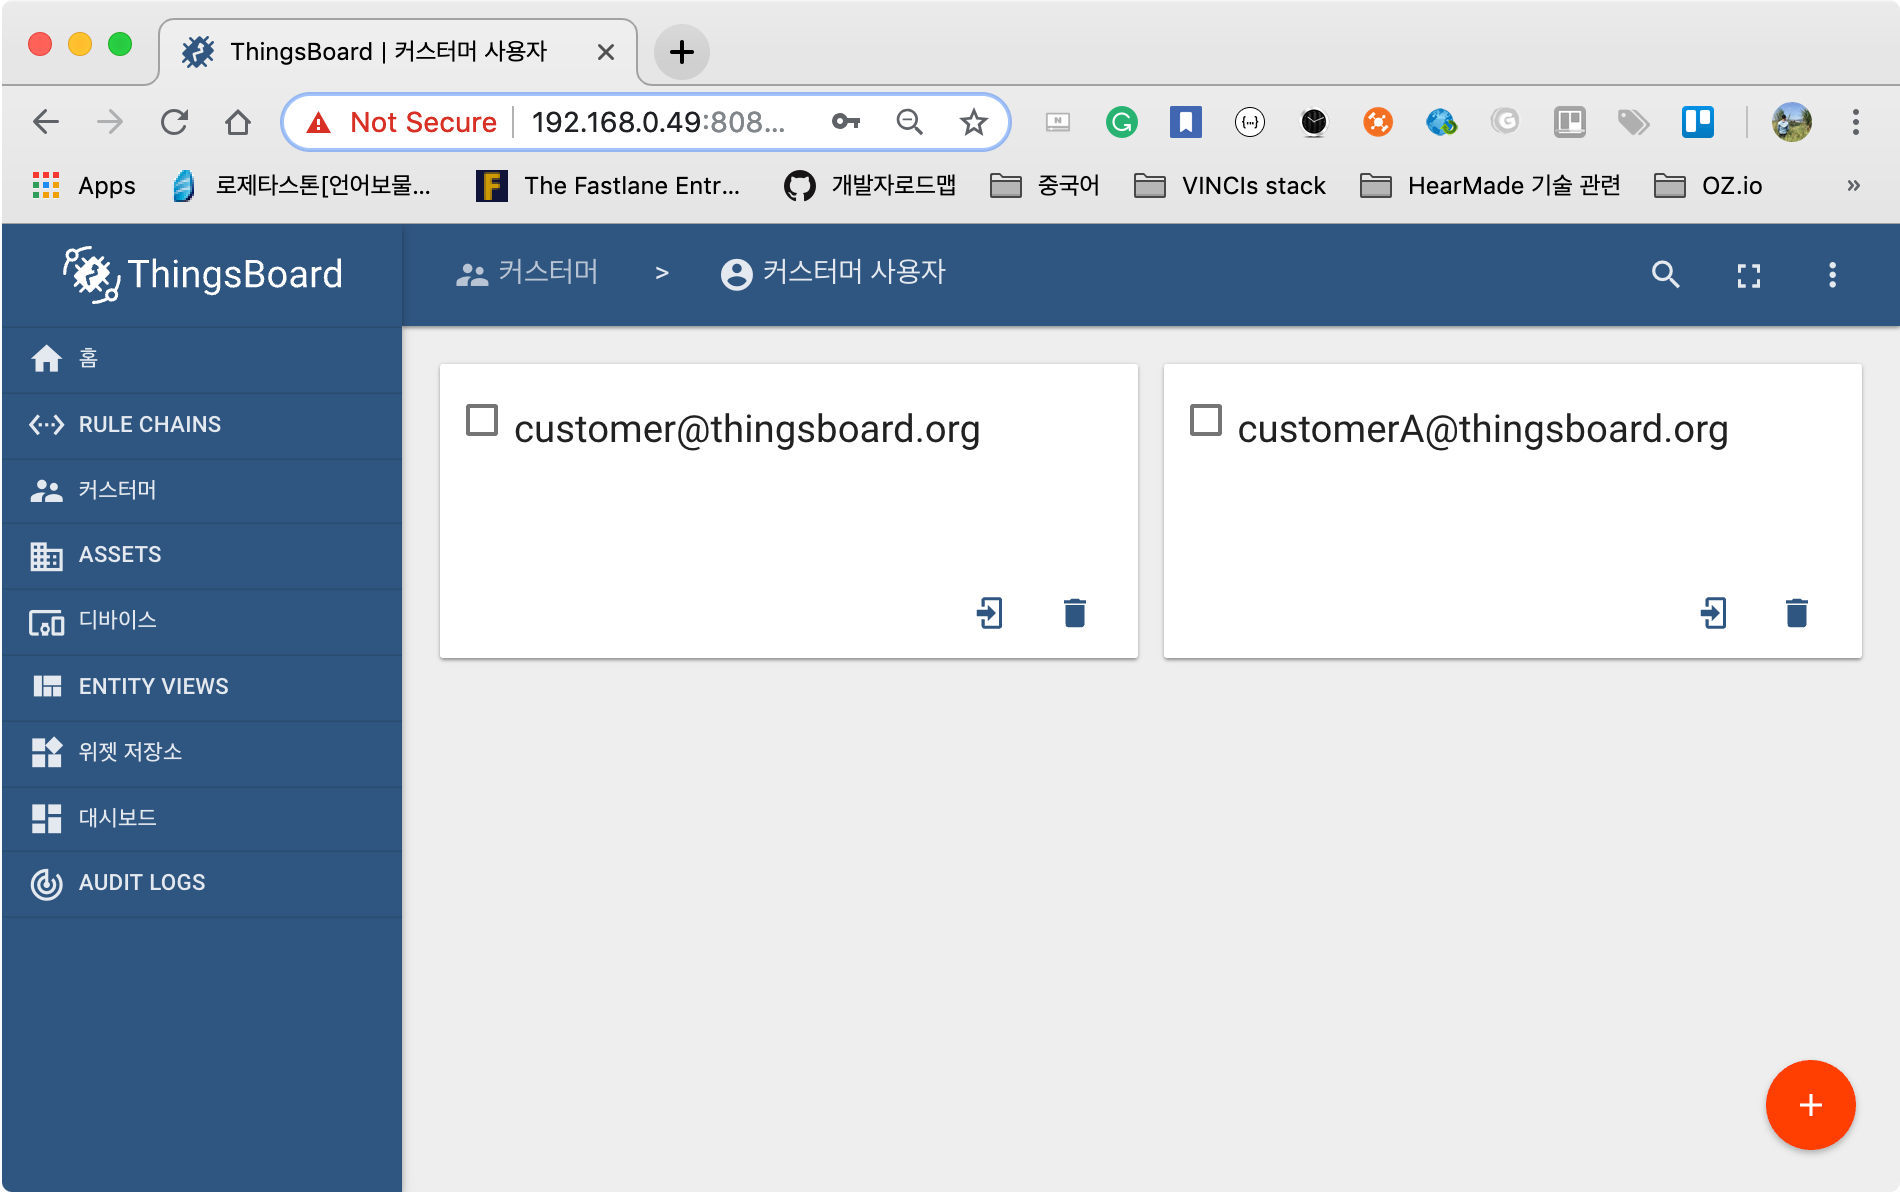 ThingsBoard | 커스터머 사용자
Not Secure
192.168.0.49:808...
Apps
로제타스톤[언어보물...
The Fastlane Entr...
개발자로드맵
중국어
VINCIs stack
HearMade 기술 관련
OZ.io
»
ThingsBoard
커스터머 > 커스터머 사용자
홈
RULE CHAINS
커스터머
ASSETS
디바이스
ENTITY VIEWS
위젯 저장소
대시보드
AUDIT LOGS
customer@thingsboard.org
customerA@thingsboard.org